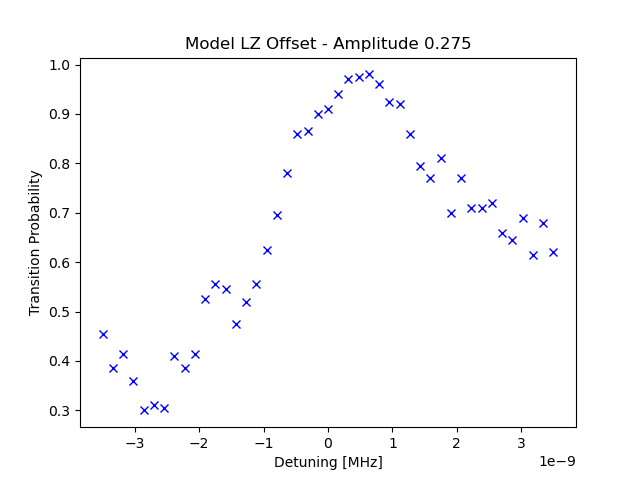 Model LZ Offset - Amplitude 0.275
1.0
0.9
0.8
0.7
0.6
0.5
0.4
0.3
Transition Probability
−3 −2 −1 0 1 2 3
1e−9
Detuning [MHz]